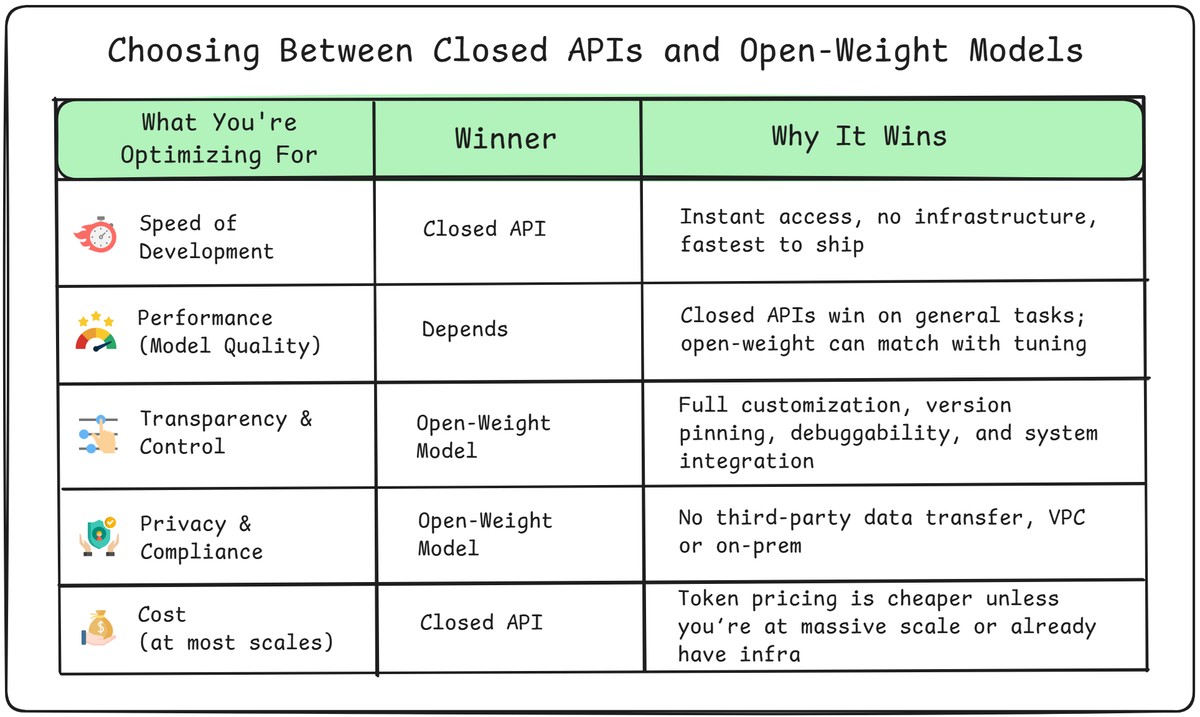 Choosing Between Closed APIs and Open-Weight Models
What You're
Optimizing For
Winner
Why It Wins
Speed of
Development
Closed API
Instant access, no infrastructure,
fastest to ship
Performance
(Model Quality)
Depends
Closed APIs win on general tasks;
open-weight can match with tuning
Transparency &
Control
Open-Weight
Model
Full customization, version
pinning, debuggability, and system
integration
Privacy &
Compliance
Open-Weight
Model
No third-party data transfer, VPC
or on-prem
Cost
(at most scales)
Closed API
Token pricing is cheaper unless
you’re at massive scale or already
have infra